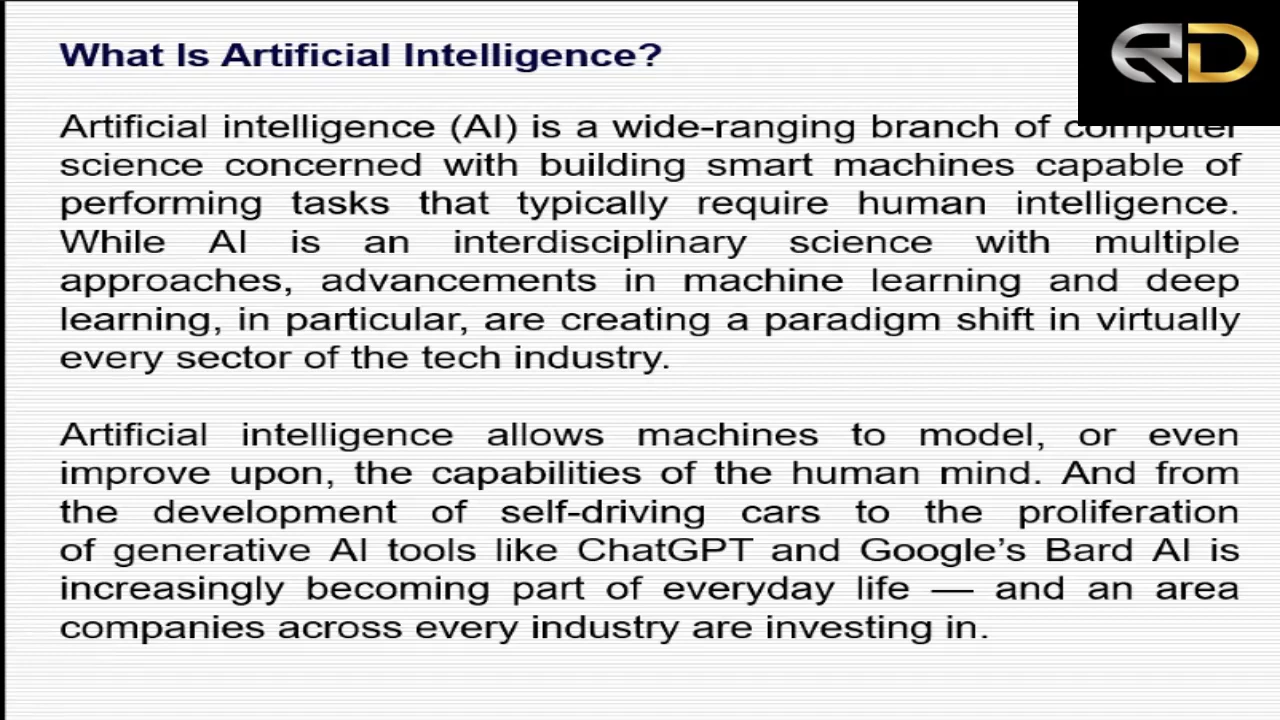 What Is Artificial Intelligence?
Artificial intelligence (AI) is a wide-ranging branch of computer
science concerned with building smart machines capable of
performing tasks that typically require human intelligence.
While AI is an interdisciplinary science with multiple
approaches, advancements in machine learning and deep
learning, in particular, are creating a paradigm shift in virtually
every sector of the tech industry.
Artificial intelligence allows machines to model, or even
improve upon, the capabilities of the human mind. And from
the development of self-driving cars to the proliferation
of generative AI tools like ChatGPT and Google’s Bard AI is
increasingly becoming part of everyday life — and an area
companies across every industry are investing in.